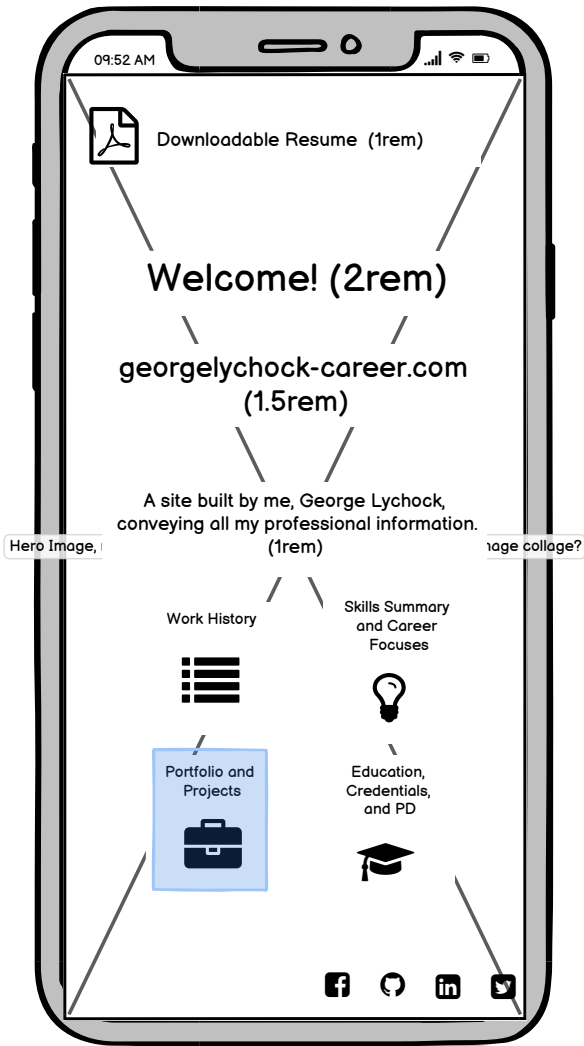 09:52 AM
Downloadable Resume (1rem)
Welcome! (2rem)
georgelychock-career.com
(1.5rem)
A site built by me, George Lychock,
conveying all my professional information.
(1rem)
Hero Image,
collage?
Work History
Skills Summary
and Career
Focuses
Portfolio and
Projects
Education,
Credentials,
and PD
in